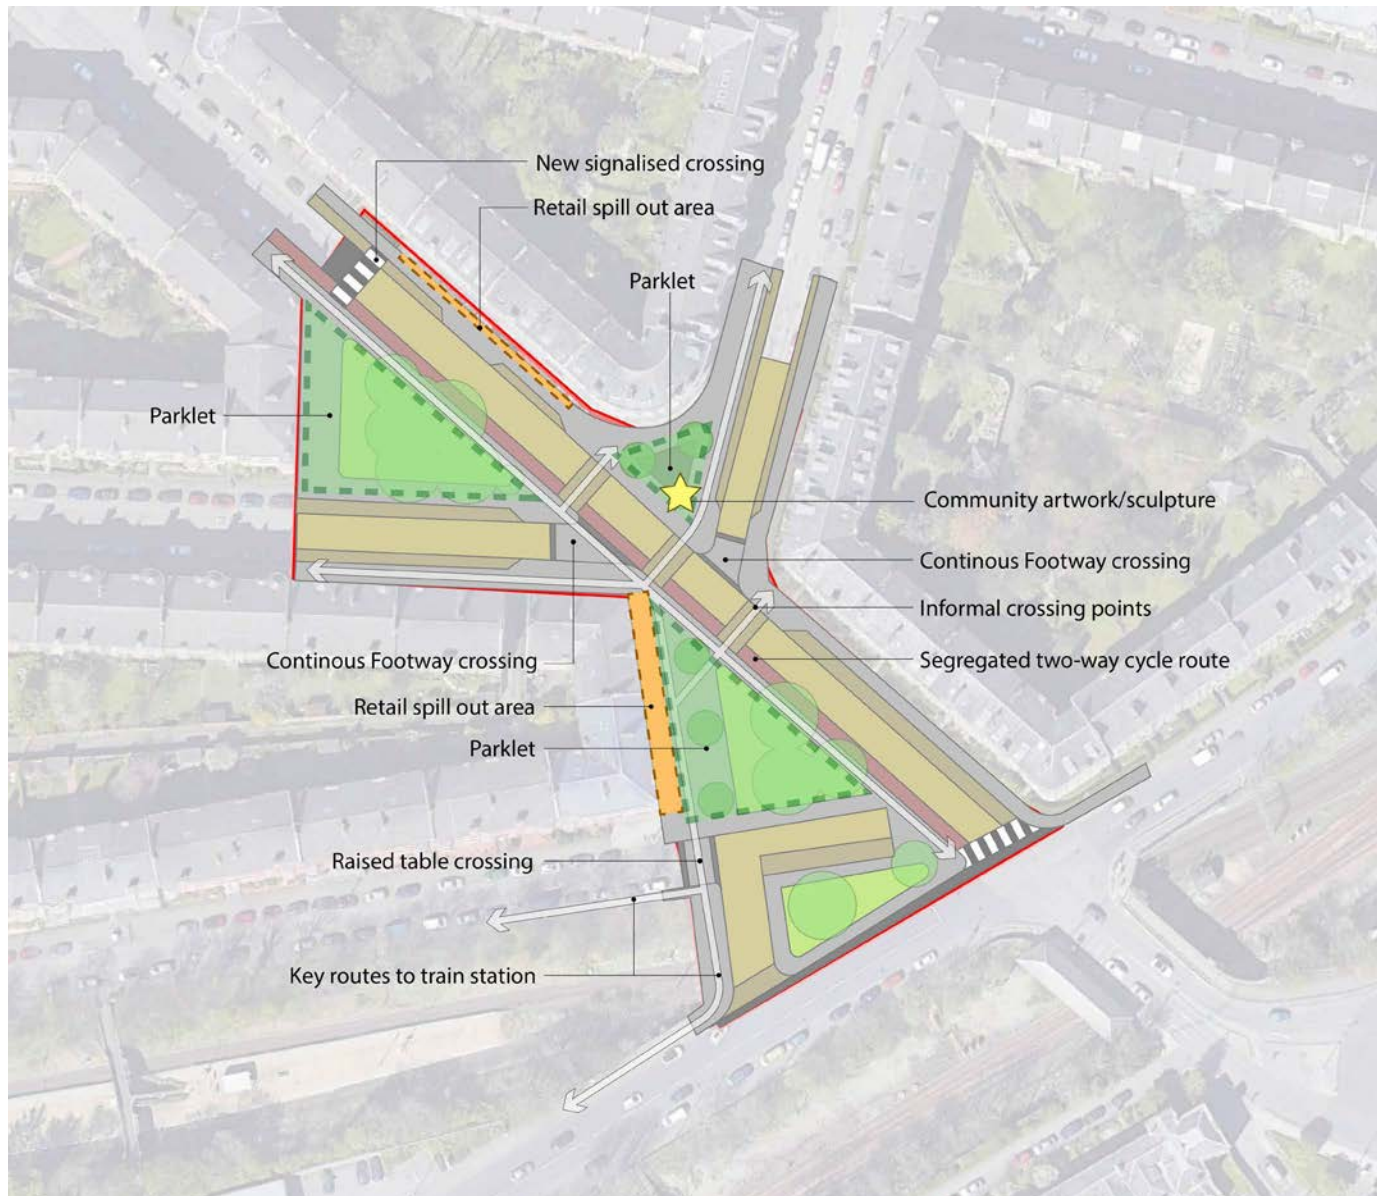 New signalised crossing
Retail spill out area
Parklet
Parklet
Community artwork/sculpture
Continous Footway crossing
Informal crossing points
Continous Footway crossing
Segregated two-way cycle route
Retail spill out area
Parklet
Raised table crossing
Key routes to train station